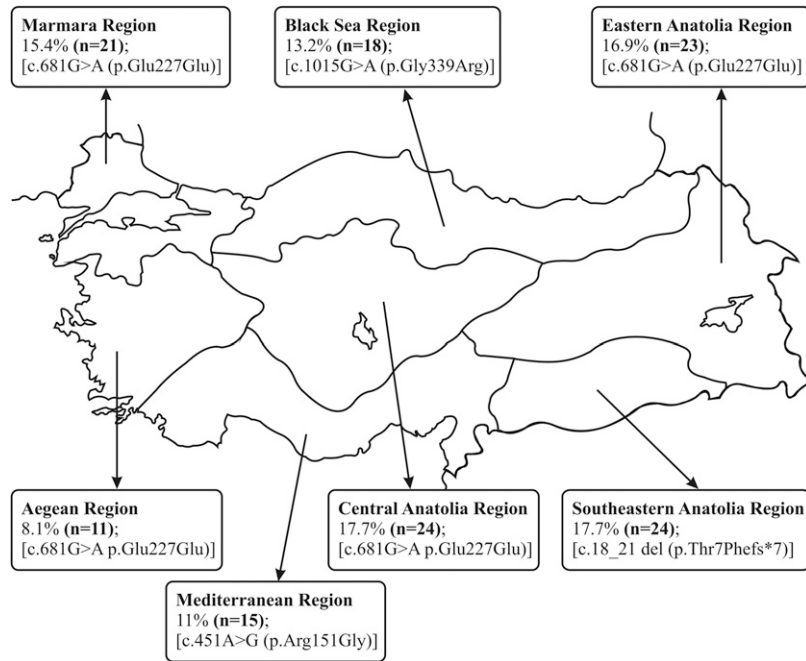 Marmara Region
15.4% (n=21);
[c.681G>A (p.Glu227Glu)]
Black Sea Region
13.2% (n=18);
[c.1015G>A (p.Gly339Arg)]
Eastern Anatolia Region
16.9% (n=23);
[c.681G>A (p.Glu227Glu)]
Aegean Region
8.1% (n=11);
[c.681G>A p.Glu227Glu)]
Central Anatolia Region
17.7% (n=24);
[c.681G>A p.Glu227Glu)]
Southeastern Anatolia Region
17.7% (n=24);
[c.18_21 del (p.Thr7Phefs*7)]
Mediterranean Region
11% (n=15);
[c.451A>G (p.Arg151Gly)]